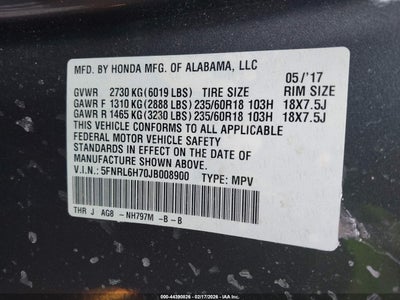 MFD. BY HONDA MFG. OF ALABAMA, LLC 05/'17
GVWR 2730 KG (6019 LBS) TIRE SIZE RIM SIZE
GAWR F 1310 KG (2888 LBS) 235/60R18 103H 18X7.5J
GAWR R 1465 KG (3230 LBS) 235/60R18 103H 18X7.5J
THIS VEHICLE CONFORMS TO ALL APPLICABLE
FEDERAL MOTOR VEHICLE SAFETY
STANDARDS IN EFFECT ON THE DATE OF
MANUFACTURE SHOWN ABOVE.
V.I.N.: 5FNRL6H70JB008900 TYPE: MPV
THR J AG8 -NH797M -B -B
000-44390826 - 02/17/2026 - IAA Inc.